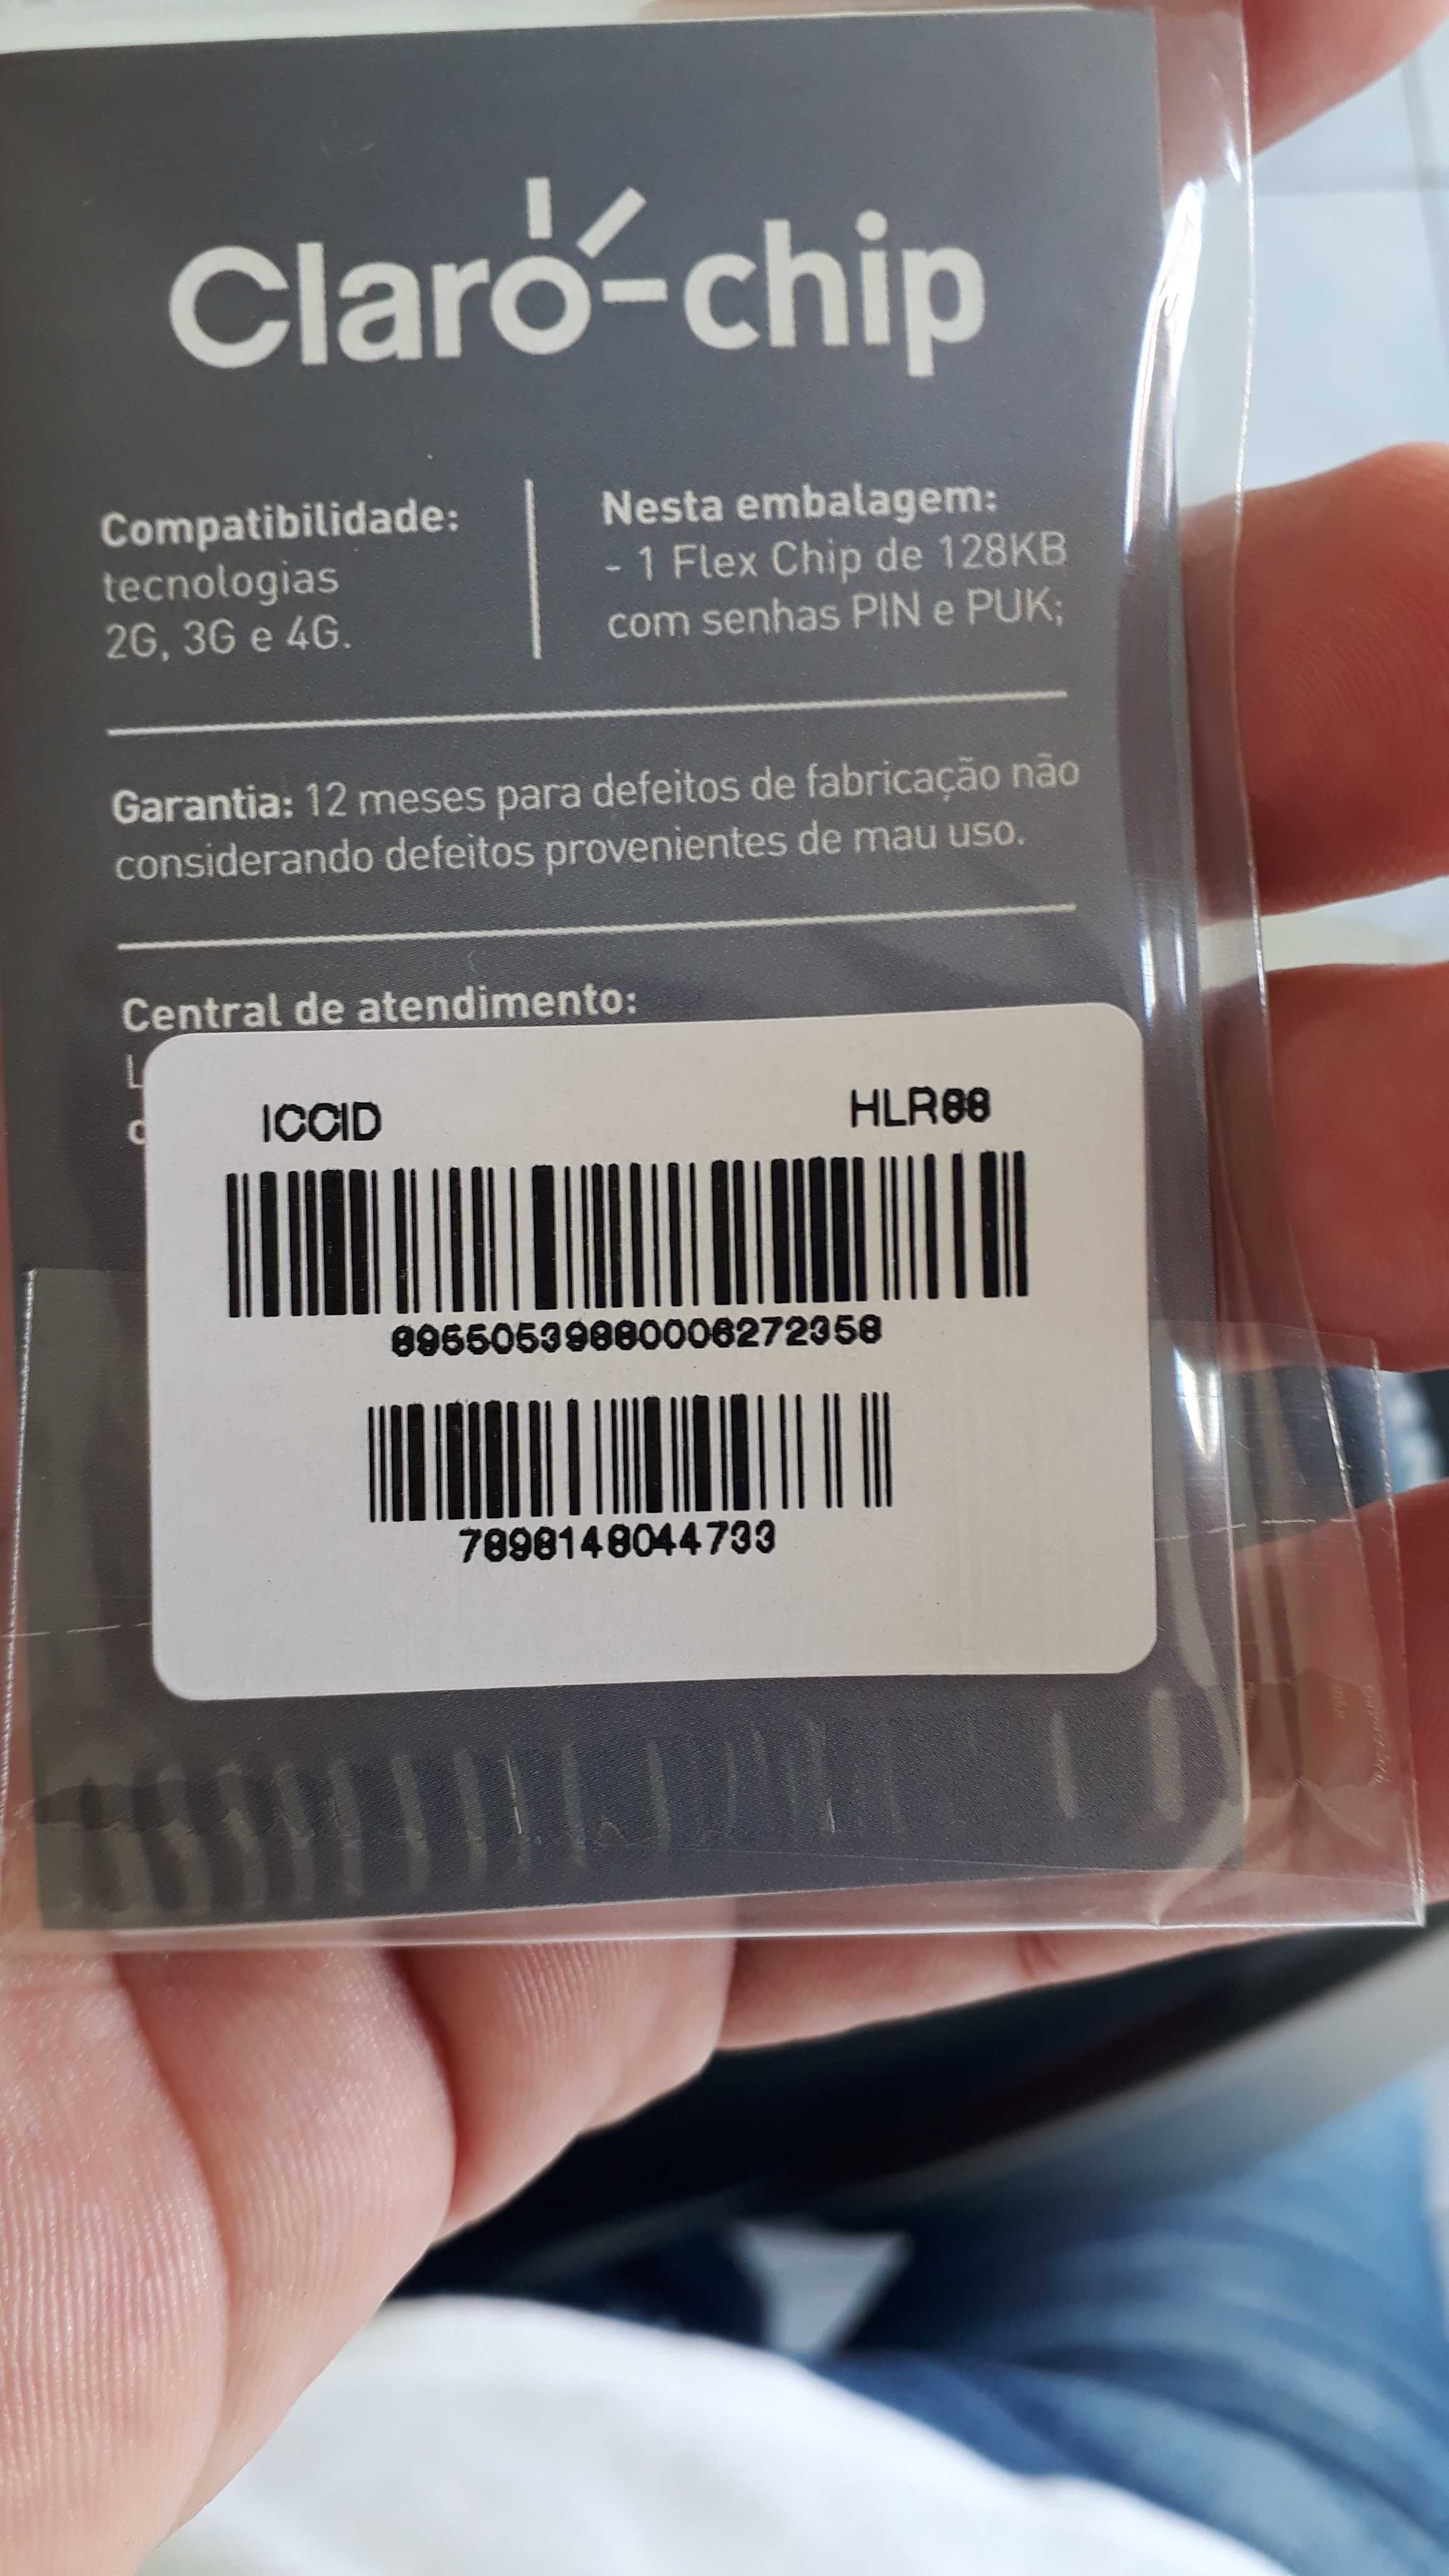 Claro-chip
Compatibilidade:
tecnologias
2G, 3G e 4G.
Nesta embalagem:
- 1 Flex Chip de 128KB
com senhas PIN e PUK;
Garantia: 12 meses para defeitos de fabricação não
considerando defeitos provenientes de mau uso.
Central de atendimento:
ICCID HLR88
89550539880006272358
7898148044733